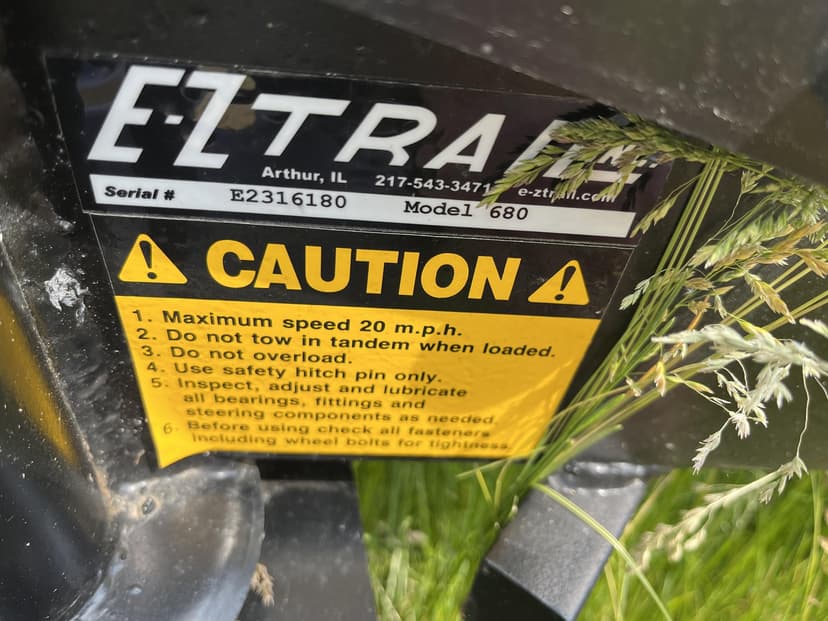 E-Z TRAIL
Arthur, IL 217-543-3471 e-ztrail.com
Serial # E2316180 Model 680
CAUTION
1. Maximum speed 20 m.p.h.
2. Do not tow in tandem when loaded.
3. Do not overload.
4. Use safety hitch pin only.
5. Inspect, adjust and lubricate
all bearings, fittings and
steering components as needed.
6. Before using check all fasteners
including wheel bolts for tightness.